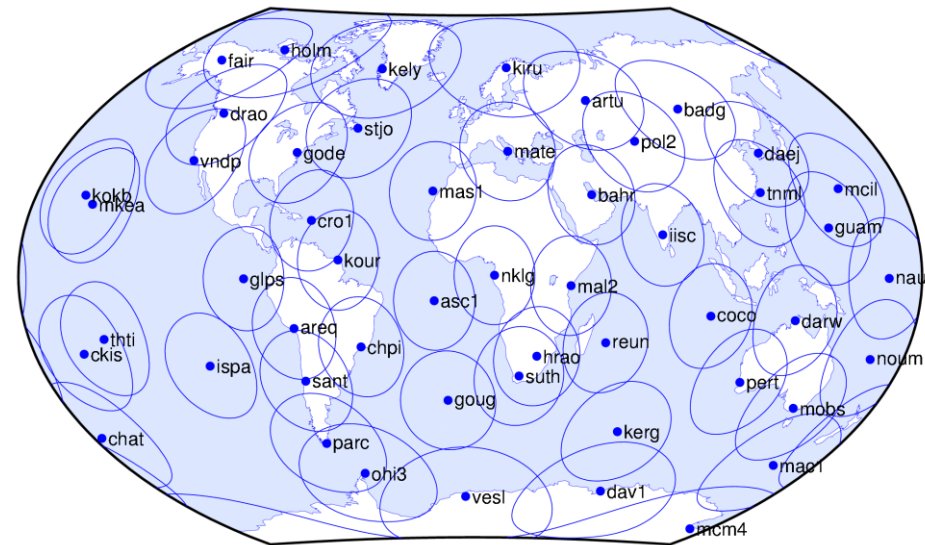 holm
fair
kely
kiru
artu
badg
drao
stjo
pol2
gode
mate
daej
vndp
kokb
mkea
mas1
bahr
tnml
mcil
cro1
guam
iisc
kour
glps
nklg
mal2
nau
asc1
coco
areq
darw
thti
ckis
chpi
hrao
reun
noum
ispa
sant
suth
pert
goug
mobs
chat
parc
kerg
ohi3
mac1
vesl
dav1
mcm4